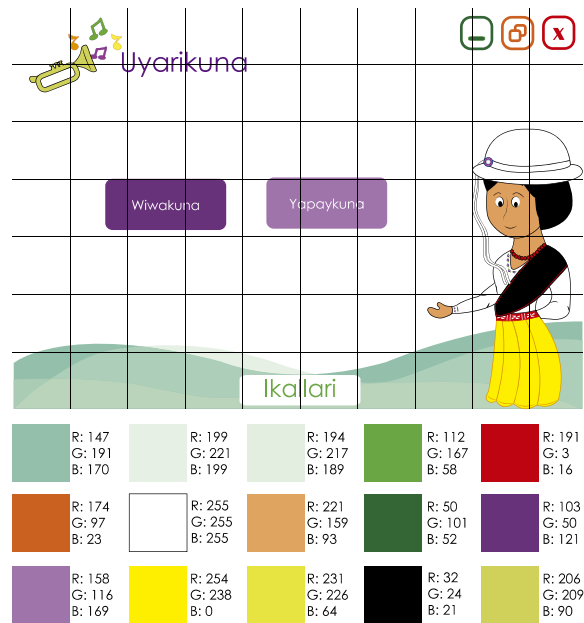 Uyarikuna
x
Wiwakuna
Yapaykuna
Ikallari
R: 147
G: 191
B: 170
R: 199
G: 221
B: 199
R: 194
G: 217
B: 189
R: 112
G: 167
B: 58
R: 191
G: 3
B: 16
R: 174
G: 97
B: 23
R: 255
G: 255
B: 255
R: 221
G: 159
B: 93
R: 50
G: 101
B: 52
R: 103
G: 50
B: 121
R: 158
G: 116
B: 169
R: 254
G: 238
B: 0
R: 231
G: 226
B: 64
R: 32
G: 24
B: 21
R: 206
G: 209
B: 90